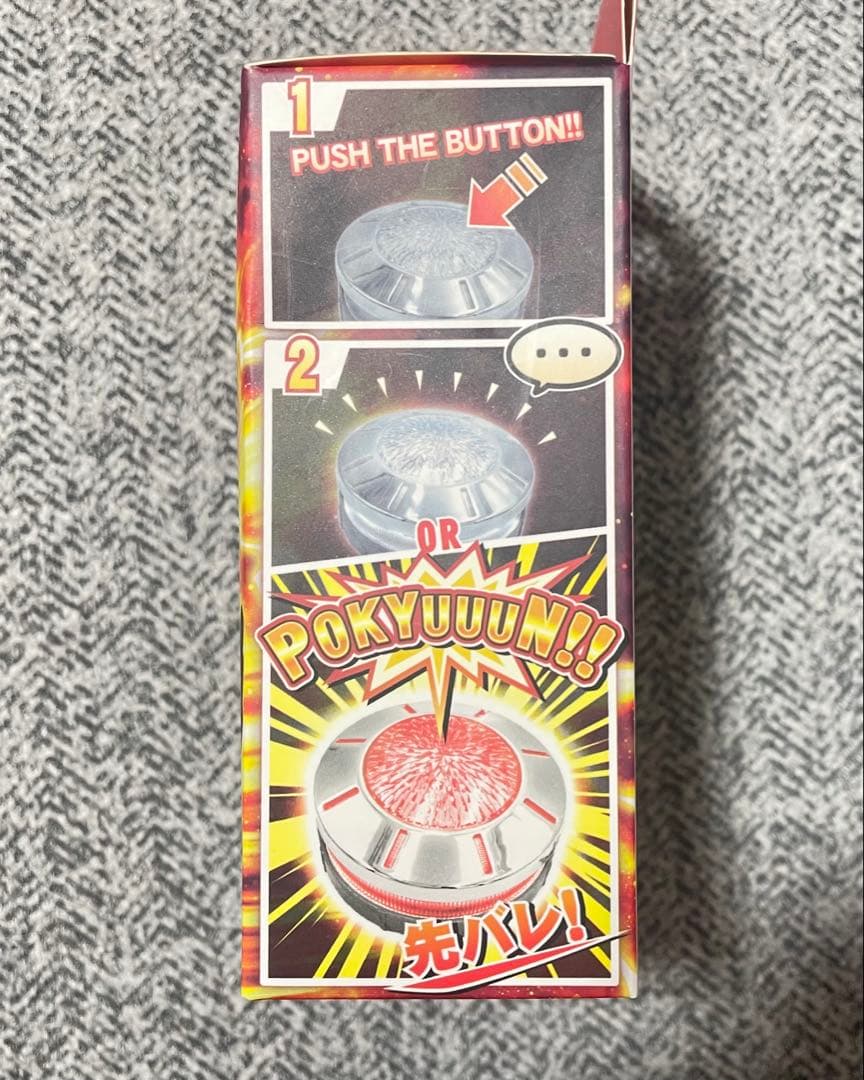 1
PUSH THE BUTTON!!
2
...
OR
POKYUUUN!!
先バレ!